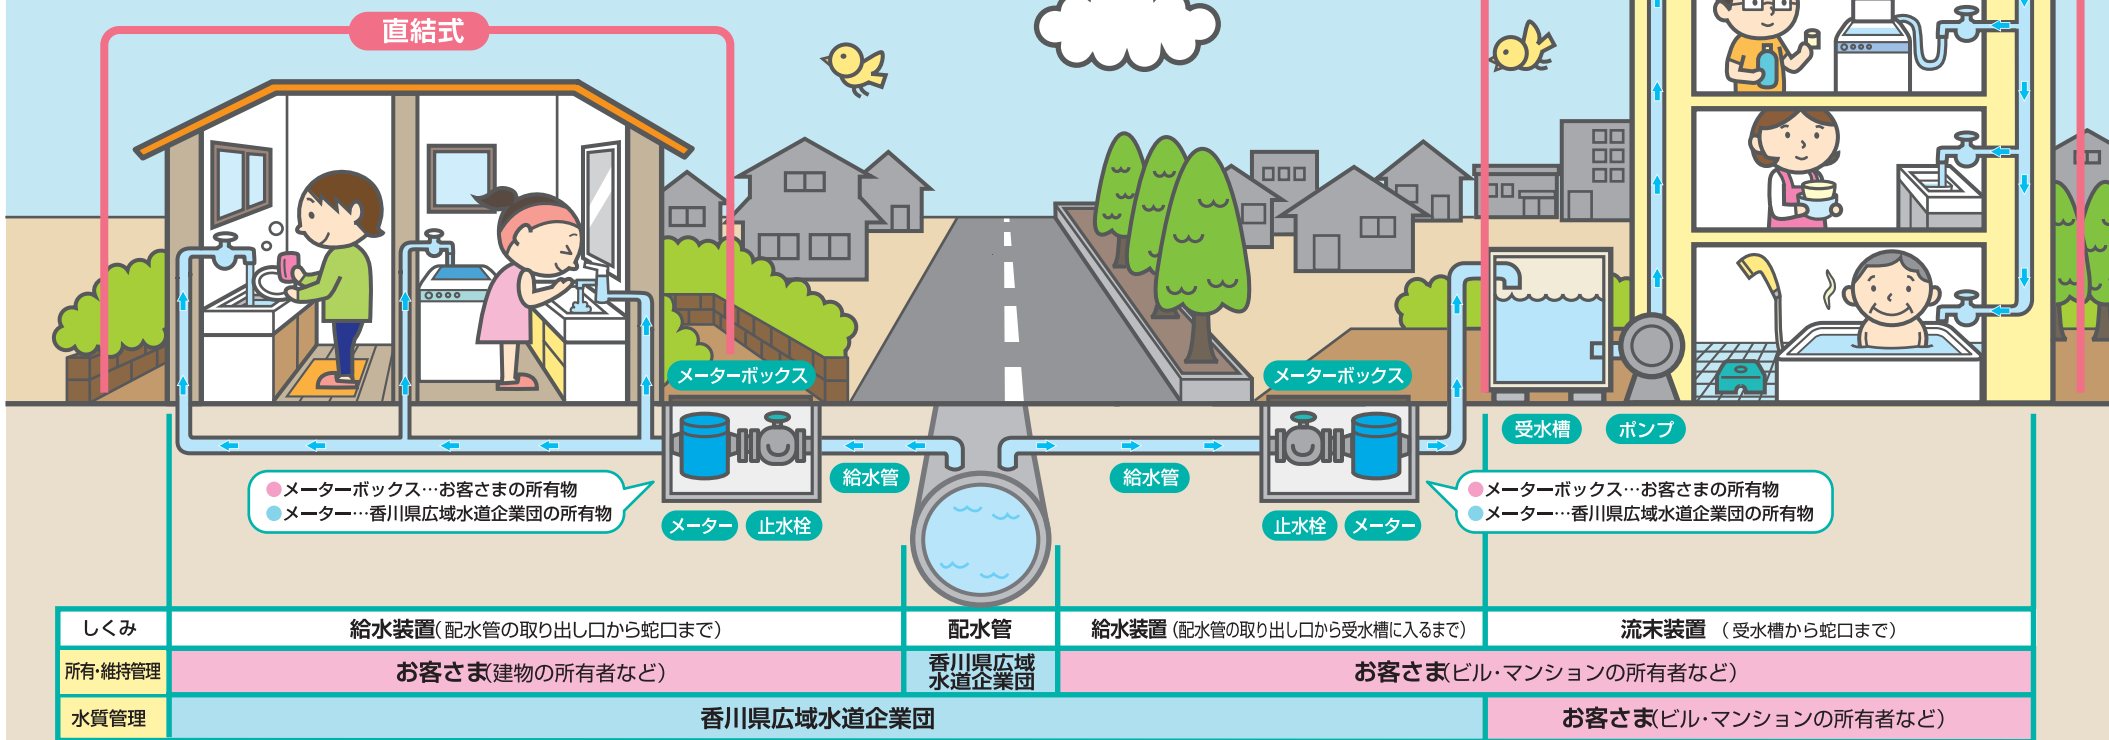 直結式
メーターボックス
メーターボックス
受水槽
ポンプ
給水管
給水管
●メーターボックス…お客さまの所有物
●メーター…香川県広域水道企業団の所有物
●メーターボックス…お客さまの所有物
●メーター…香川県広域水道企業団の所有物
メーター
止水栓
止水栓
メーター
しくみ
給水装置(配水管の取り出し口から蛇口まで)
配水管
給水装置(配水管の取り出し口から受水槽に入るまで)
流末装置 (受水槽から蛇口まで)
所有・維持管理
お客さま(建物の所有者など)
香川県広域
水道企業団
お客さま(ビル・マンションの所有者など)
水質管理
香川県広域水道企業団
お客さま(ビル・マンションの所有者など)